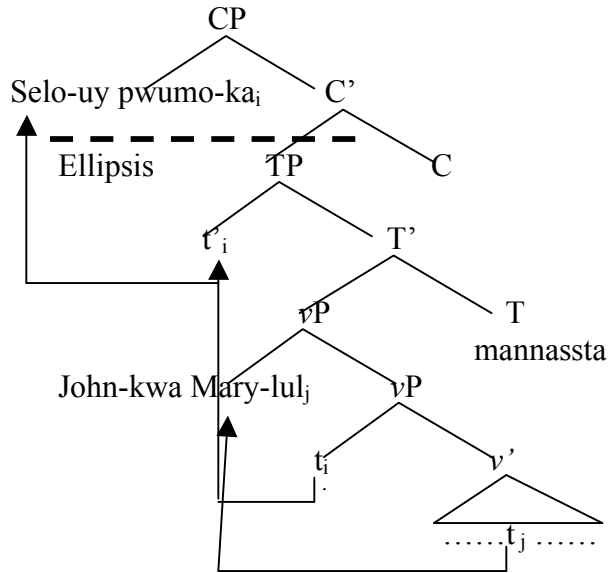 CP
Selo-uy pwumo-kaᵢ C’
Ellipsis TP C
t’ᵢ T’
vP T
mannassta
John-kwa Mary-lulⱼ vP
tᵢ v’
.
......tⱼ ......